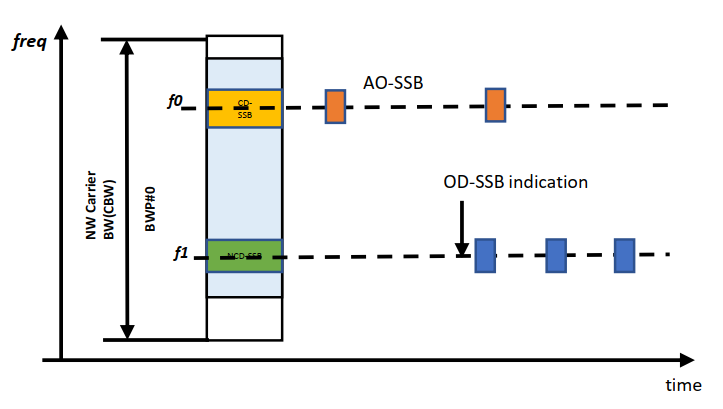 freq
f0
CD-
SSB
AO-SSB
NW Carrier
BW(CBW)
BWP#0
OD-SSB indication
f1
NCD-SSB
time